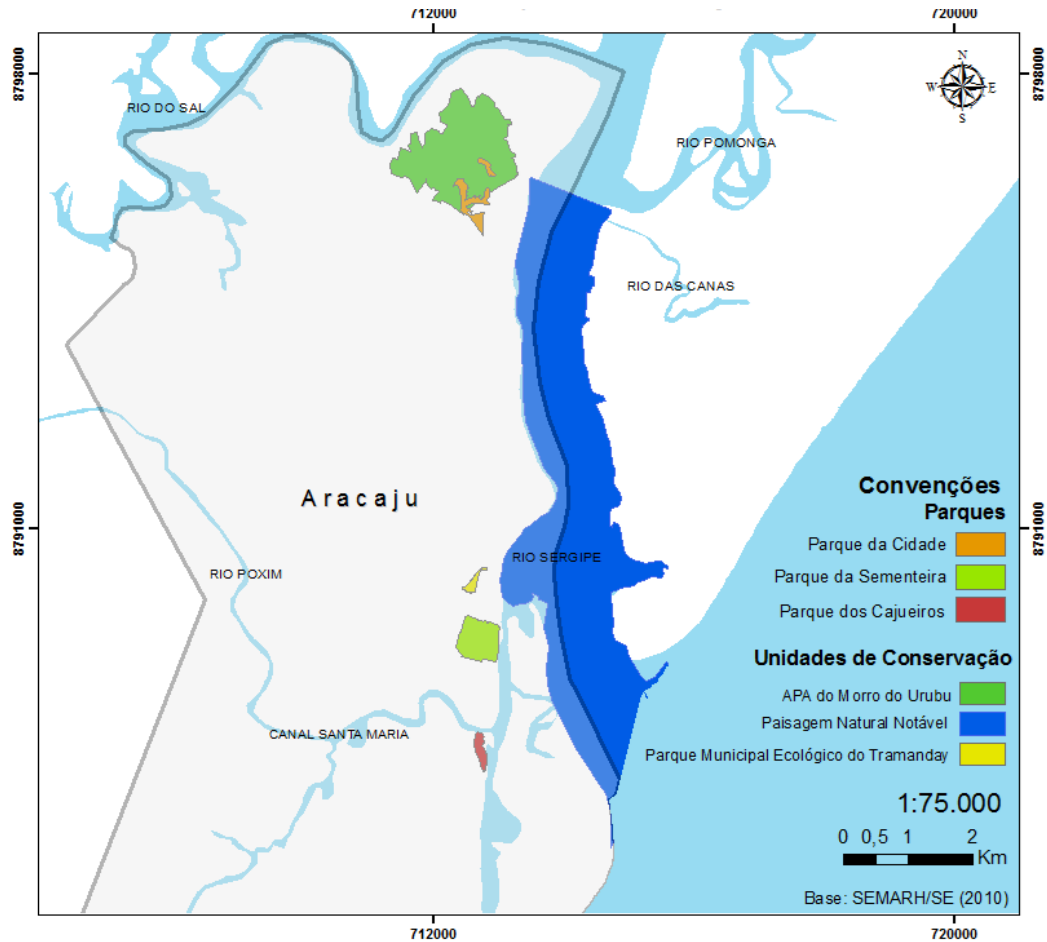 712000
720000
8798000
8798000
N
W
E
S
RIO DO SAL
RIO POMONGA
RIO DAS CANAS
Aracaju
8791000
8791000
RIO SERGIPE
RIO POXIM
CANAL SANTA MARIA
Convenções
Parques
Parque da Cidade
Parque da Sementeira
Parque dos Cajueiros
Unidades de Conservação
APA do Morro do Urubu
Paisagem Natural Notável
Parque Municipal Ecológico do Tramanday
1:75.000
0 0,5 1 2
Km
Base: SEMARH/SE (2010)
712000
720000